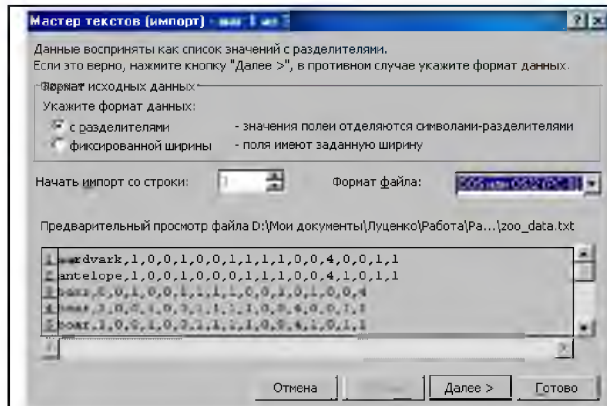 Мастер текстов (импорт) -
Данные восприняты как список значений с разделителями.
Если это верно, нажмите кнопку "Далее >", в противном случае укажите формат данных.
Формат исходных данных
Укажите формат данных:
с разделителями - значения полей отделяются символами-разделителями
фиксированной ширины - поля имеют заданную ширину
Начать импорт со строки: Формат файла:
Предварительный просмотр файла D:\Мои документы\Луценко\Работа\Ра...\zoo_data.txt
1 aardvark,1,0,0,1,0,0,1,1,1,1,0,0,4,0,0,1,1
2 antelope,1,0,0,1,0,0,0,1,1,1,0,0,4,1,0,1,1
Отмена Далее > Готово